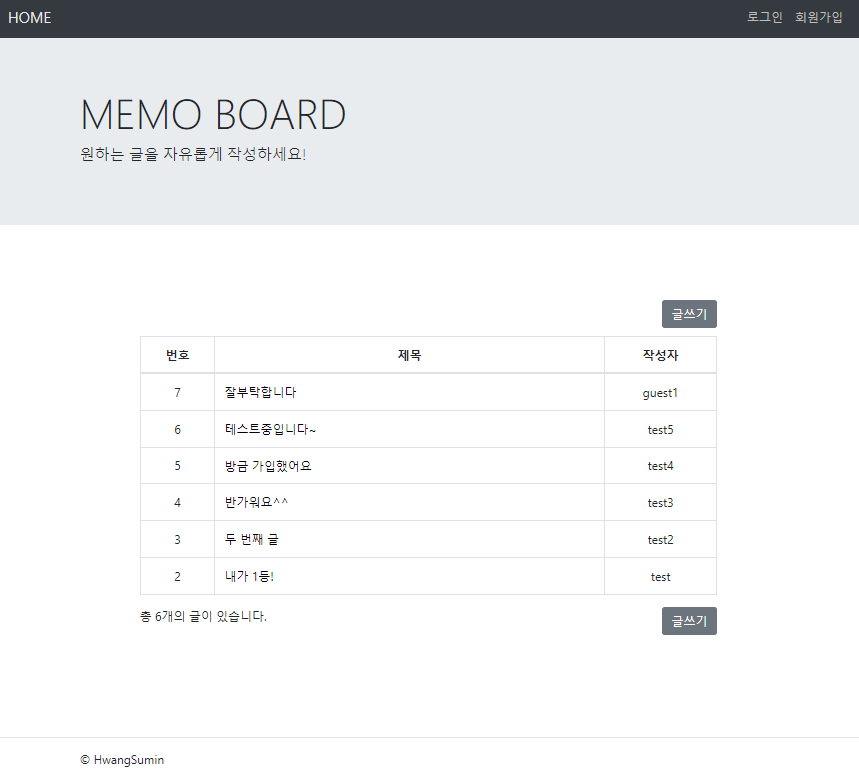 HOME 로그인 회원가입
MEMO BOARD
원하는 글을 자유롭게 작성하세요!
글쓰기
번호 제목 작성자
7 잘부탁합니다 guest1
6 테스트중입니다~ test5
5 방금 가입했어요 test4
4 반가워요^^ test3
3 두 번째 글 test2
2 내가 1등! test
총 6개의 글이 있습니다. 글쓰기
© HwangSumin